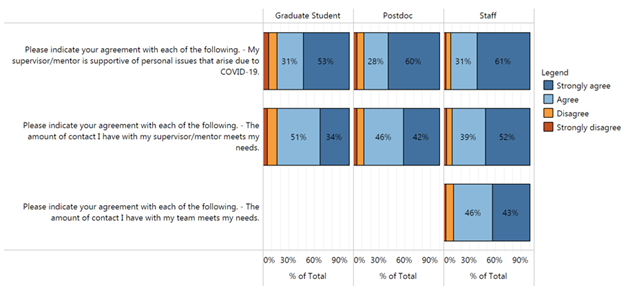 Graduate Student Postdoc Staff
Please indicate your agreement with each of the following. - My
supervisor/mentor is supportive of personal issues that arise due to
COVID-19.
31% 53% 28% 60% 31% 61%
Please indicate your agreement with each of the following. - The
amount of contact I have with my supervisor/mentor meets my
needs.
51% 34% 46% 42% 39% 52%
Please indicate your agreement with each of the following. - The
amount of contact I have with my team meets my needs.
46% 43%
0% 30% 60% 90% 0% 30% 60% 90% 0% 30% 60% 90%
% of Total % of Total % of Total
Legend
Strongly agree
Agree
Disagree
Strongly disagree